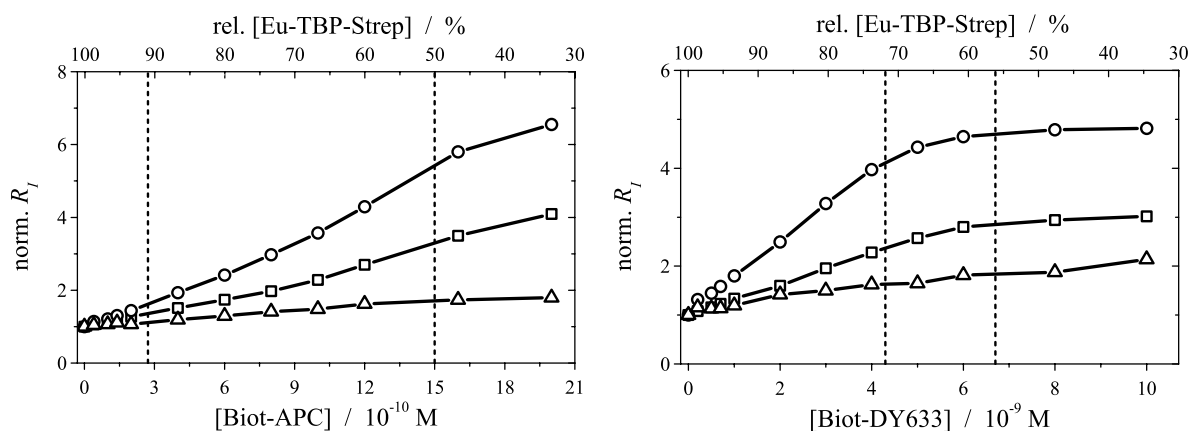 rel. [Eu-TBP-Strep] / %
100 90 80 70 60 50 40 30
8
6
4
2
0
norm. R_I
0 3 6 9 12 15 18 21
[Biot-APC] / 10^-10 M
rel. [Eu-TBP-Strep] / %
100 90 80 70 60 50 40 30
6
4
2
0
norm. R_I
0 2 4 6 8 10
[Biot-DY633] / 10^-9 M